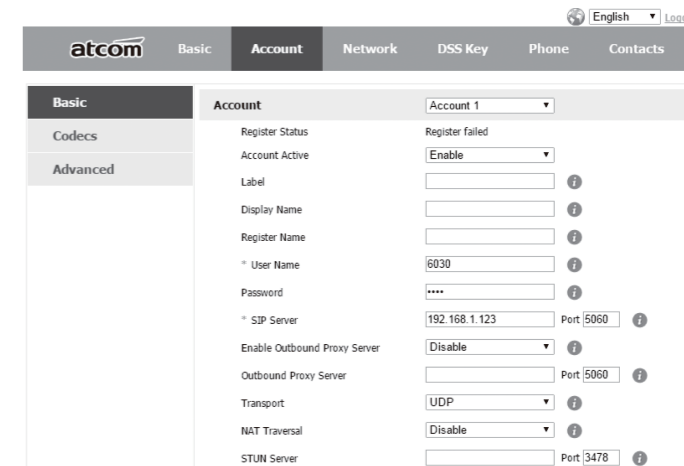 English
atcom Basic Account Network DSS Key Phone Contacts
Basic
Codecs
Advanced
Account Account 1
Register Status Register failed
Account Active Enable
Label
Display Name
Register Name
* User Name 6030
Password ••••
* SIP Server 192.168.1.123 Port 5060
Enable Outbound Proxy Server Disable
Outbound Proxy Server Port 5060
Transport UDP
NAT Traversal Disable
STUN Server Port 3478